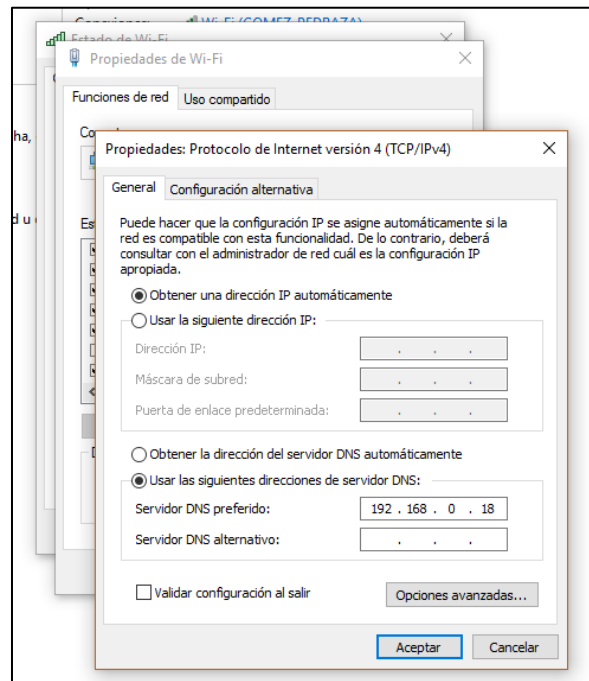 Conexiones: Wi-Fi (GOMEZ-PEDRAZA)
Estado de Wi-Fi
Propiedades de Wi-Fi
Funciones de red Uso compartido
ha,
Co
Propiedades: Protocolo de Internet versión 4 (TCP/IPv4)
General Configuración alternativa
d u
Es
Puede hacer que la configuración IP se asigne automáticamente si la
red es compatible con esta funcionalidad. De lo contrario, deberá
consultar con el administrador de red cuál es la configuración IP
apropiada.
Obtener una dirección IP automáticamente
Usar la siguiente dirección IP:
Dirección IP: . . .
Máscara de subred: . . .
Puerta de enlace predeterminada: . . .
Obtener la dirección del servidor DNS automáticamente
Usar las siguientes direcciones de servidor DNS:
Servidor DNS preferido: 192 . 168 . 0 . 18
Servidor DNS alternativo: . . .
Validar configuración al salir Opciones avanzadas...
Aceptar Cancelar